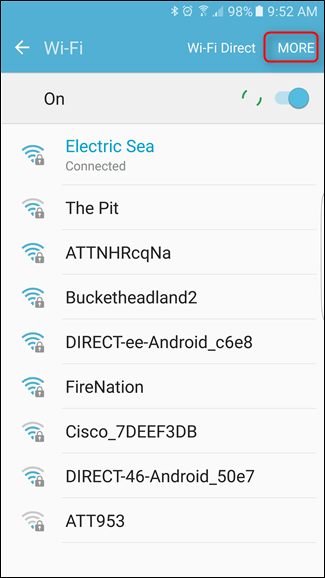 98% 9:52 AM
Wi-Fi Wi-Fi Direct MORE
On
Electric Sea
Connected
The Pit
ATTNHRcqNa
Bucketheadland2
DIRECT-ee-Android_c6e8
FireNation
Cisco_7DEEF3DB
DIRECT-46-Android_50e7
ATT953